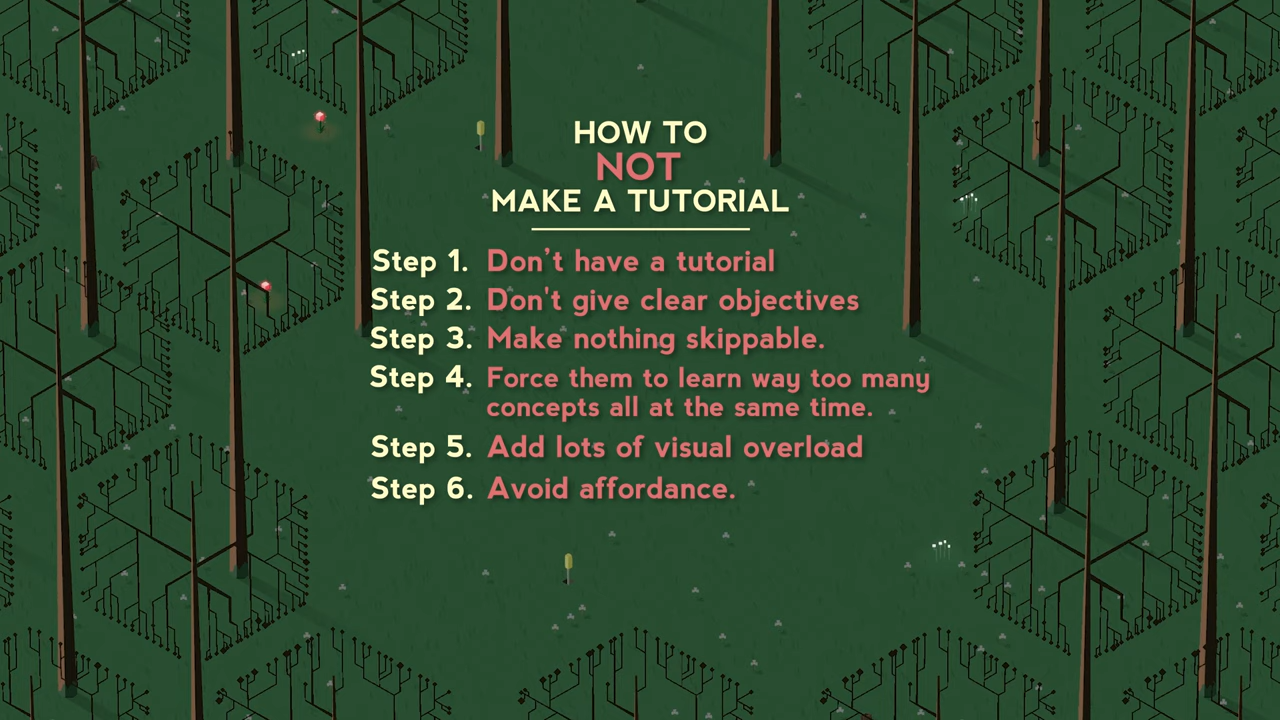 HOW TO
NOT
MAKE A TUTORIAL
Step 1. Don't have a tutorial
Step 2. Don't give clear objectives
Step 3. Make nothing skippable.
Step 4. Force them to learn way too many
concepts all at the same time.
Step 5. Add lots of visual overload
Step 6. Avoid affordance.